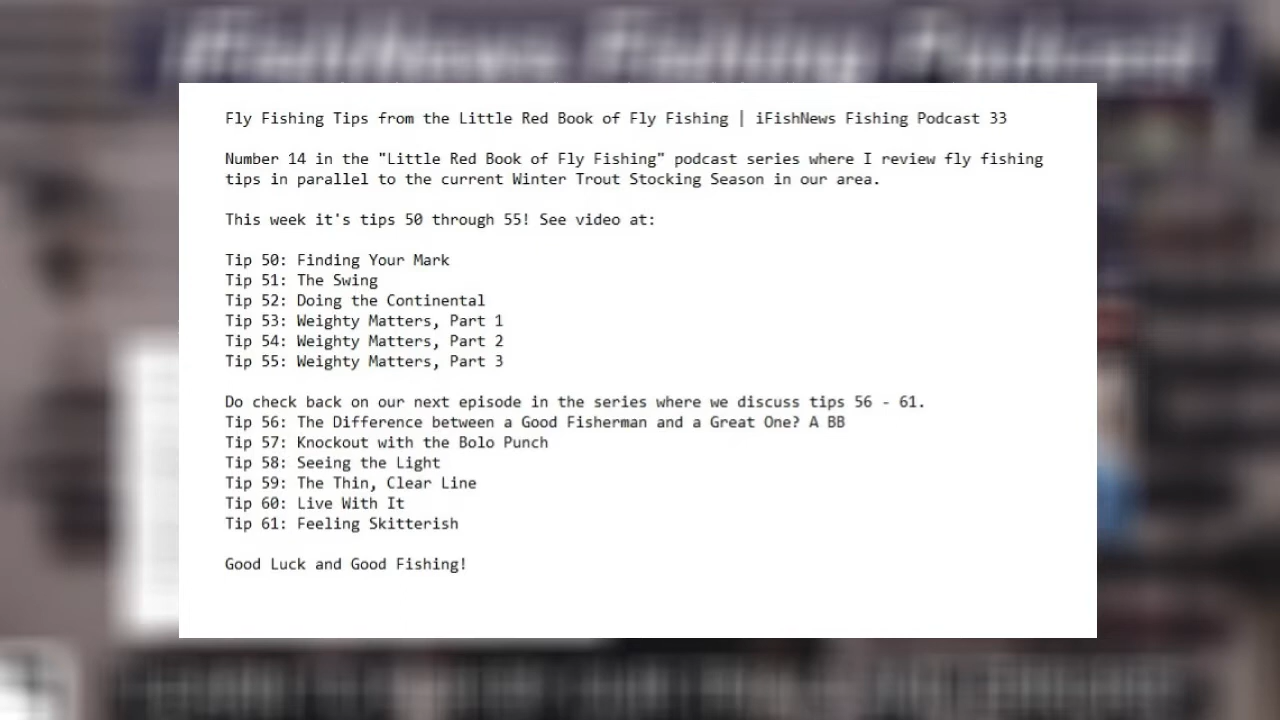 iFishNews Fishing Podcast
Fly Fishing Tips from the Little Red Book of Fly Fishing | iFishNews Fishing Podcast 33
Number 14 in the "Little Red Book of Fly Fishing" podcast series where I review fly fishing
tips in parallel to the current Winter Trout Stocking Season in our area.
This week it's tips 50 through 55! See video at:
Tip 50: Finding Your Mark
Tip 51: The Swing
Tip 52: Doing the Continental
Tip 53: Weighty Matters, Part 1
Tip 54: Weighty Matters, Part 2
Tip 55: Weighty Matters, Part 3
Do check back on our next episode in the series where we discuss tips 56 - 61.
Tip 56: The Difference between a Good Fisherman and a Great One? A BB
Tip 57: Knockout with the Bolo Punch
Tip 58: Seeing the Light
Tip 59: The Thin, Clear Line
Tip 60: Live With It
Tip 61: Feeling Skitterish
Good Luck and Good Fishing!